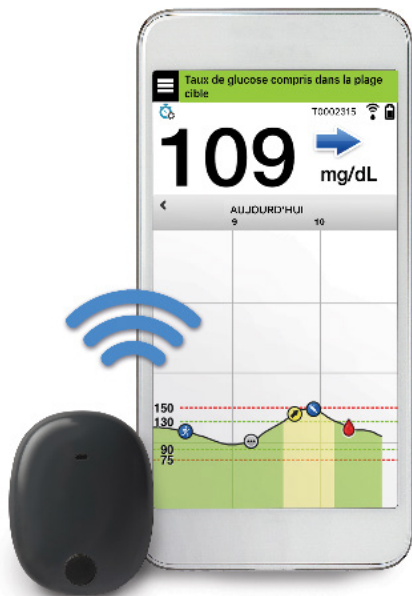 Taux de glucose compris dans la plage
cible
T0002315
109
mg/dL
AUJOURD'HUI
9 10
150
130
90
75